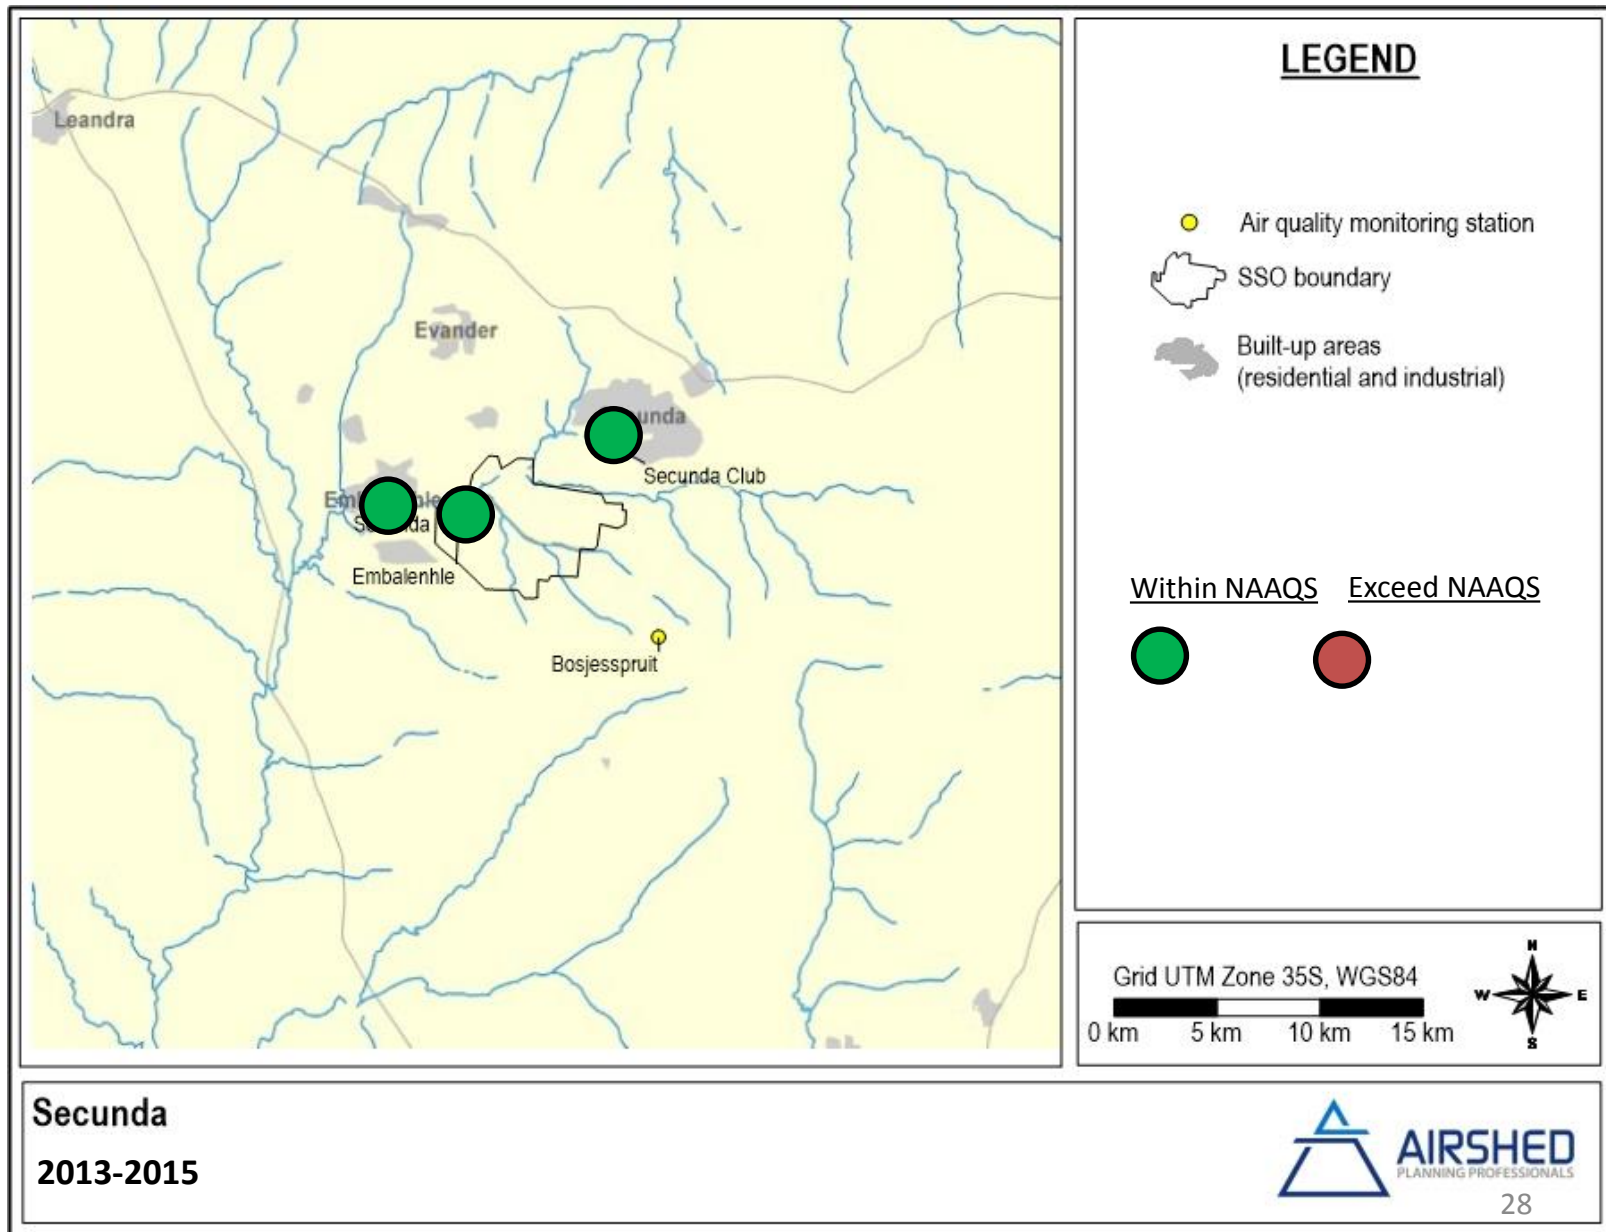 LEGEND
Leandra
Air quality monitoring station
SSO boundary
Evander
Built-up areas
(residential and industrial)
Secunda Club
Embalenhle
Within NAAQS Exceed NAAQS
Bosjesspruit
Grid UTM Zone 35S, WGS84
N
W E
S
0 km 5 km 10 km 15 km
Secunda
2013-2015
AIRSHED
PLANNING PROFESSIONALS
28